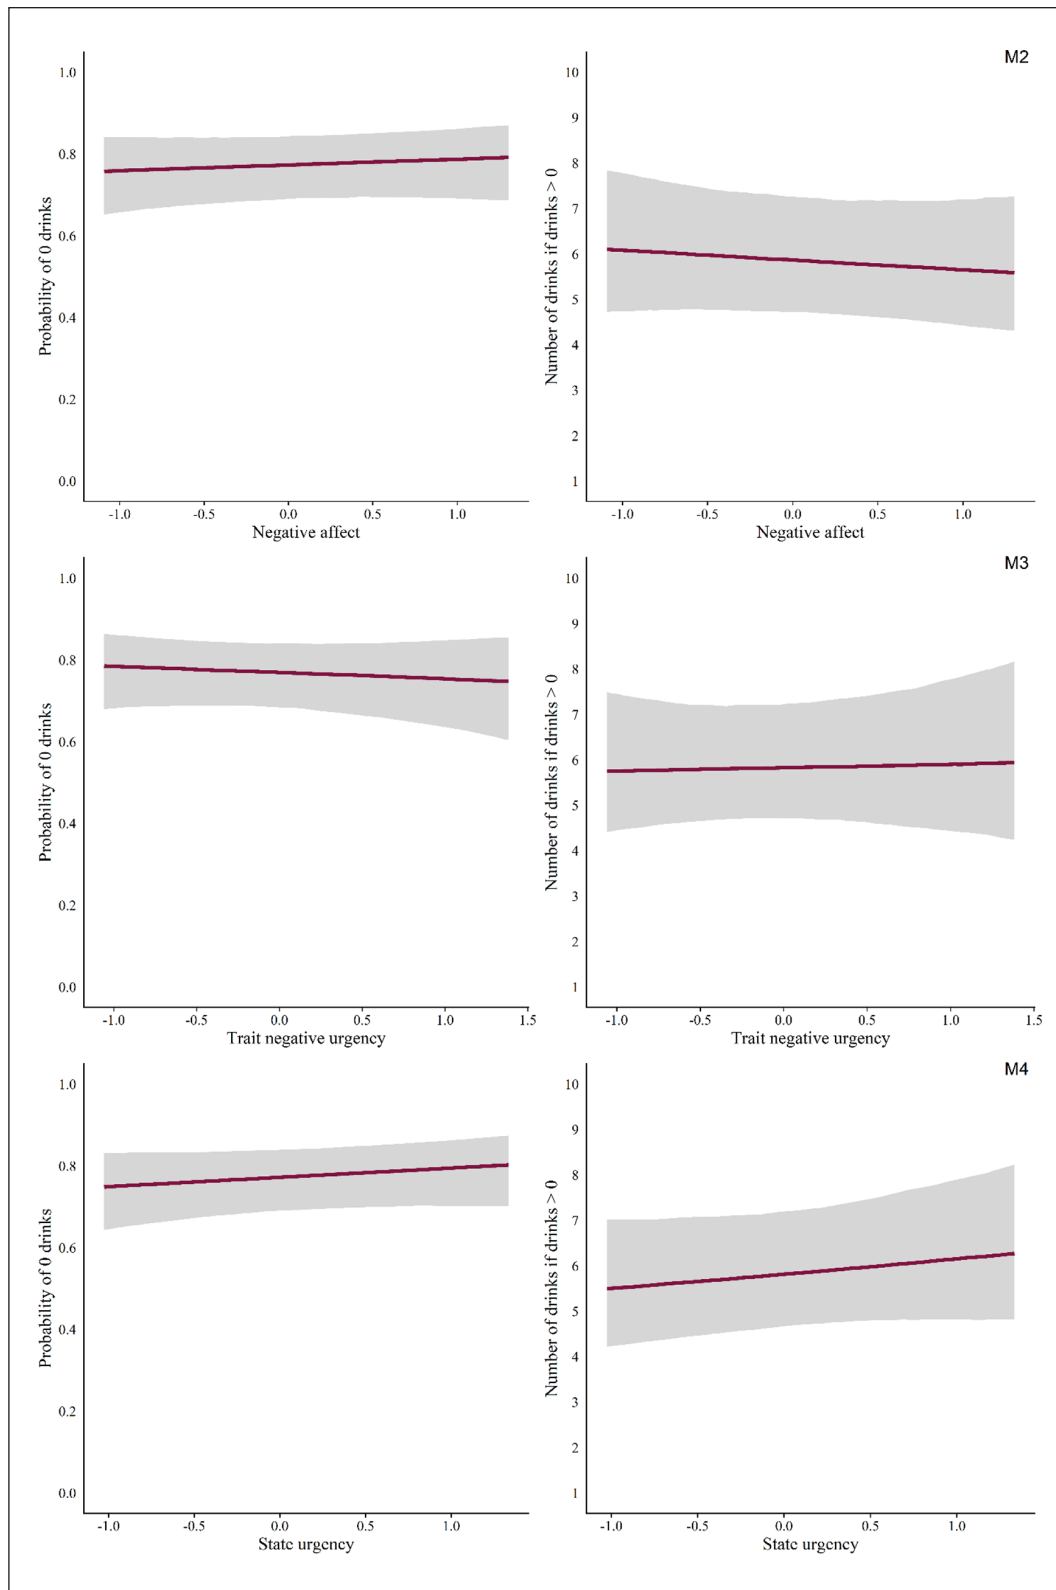 M2
1.0
0.8
0.6
0.4
0.2
0.0
Probability of 0 drinks
-1.0 -0.5 0.0 0.5 1.0
Negative affect
10
9
8
7
6
5
4
3
2
1
Number of drinks if drinks > 0
-1.0 -0.5 0.0 0.5 1.0
Negative affect
M3
1.0
0.8
0.6
0.4
0.2
0.0
Probability of 0 drinks
-1.0 -0.5 0.0 0.5 1.0 1.5
Trait negative urgency
10
9
8
7
6
5
4
3
2
1
Number of drinks if drinks > 0
-1.0 -0.5 0.0 0.5 1.0 1.5
Trait negative urgency
M4
1.0
0.8
0.6
0.4
0.2
0.0
Probability of 0 drinks
-1.0 -0.5 0.0 0.5 1.0
State urgency
10
9
8
7
6
5
4
3
2
1
Number of drinks if drinks > 0
-1.0 -0.5 0.0 0.5 1.0
State urgency